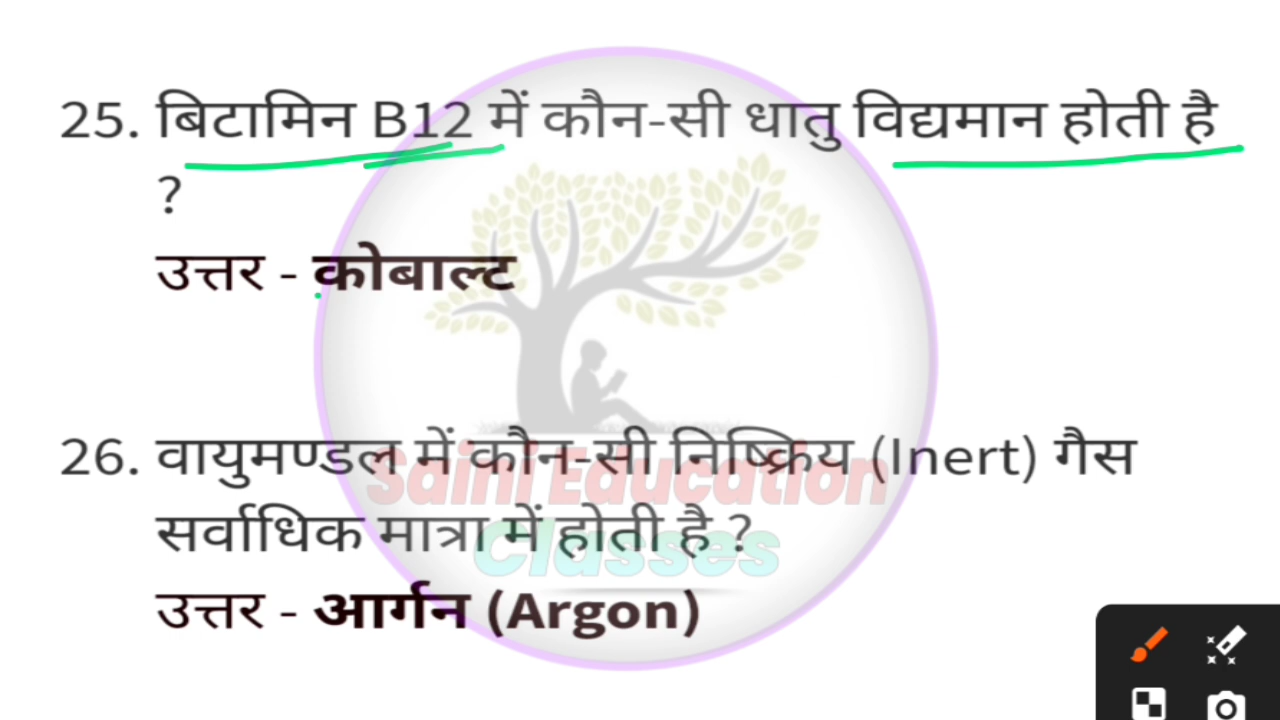 25. बिटामिन B12 में कौन-सी धातु विद्यमान होती है
?
उत्तर - कोबाल्ट
26. वायुमण्डल में कौन-सी निष्क्रिय (Inert) गैस
सर्वाधिक मात्रा में होती है ?
उत्तर - आर्गन (Argon)
Saini Education
Classes